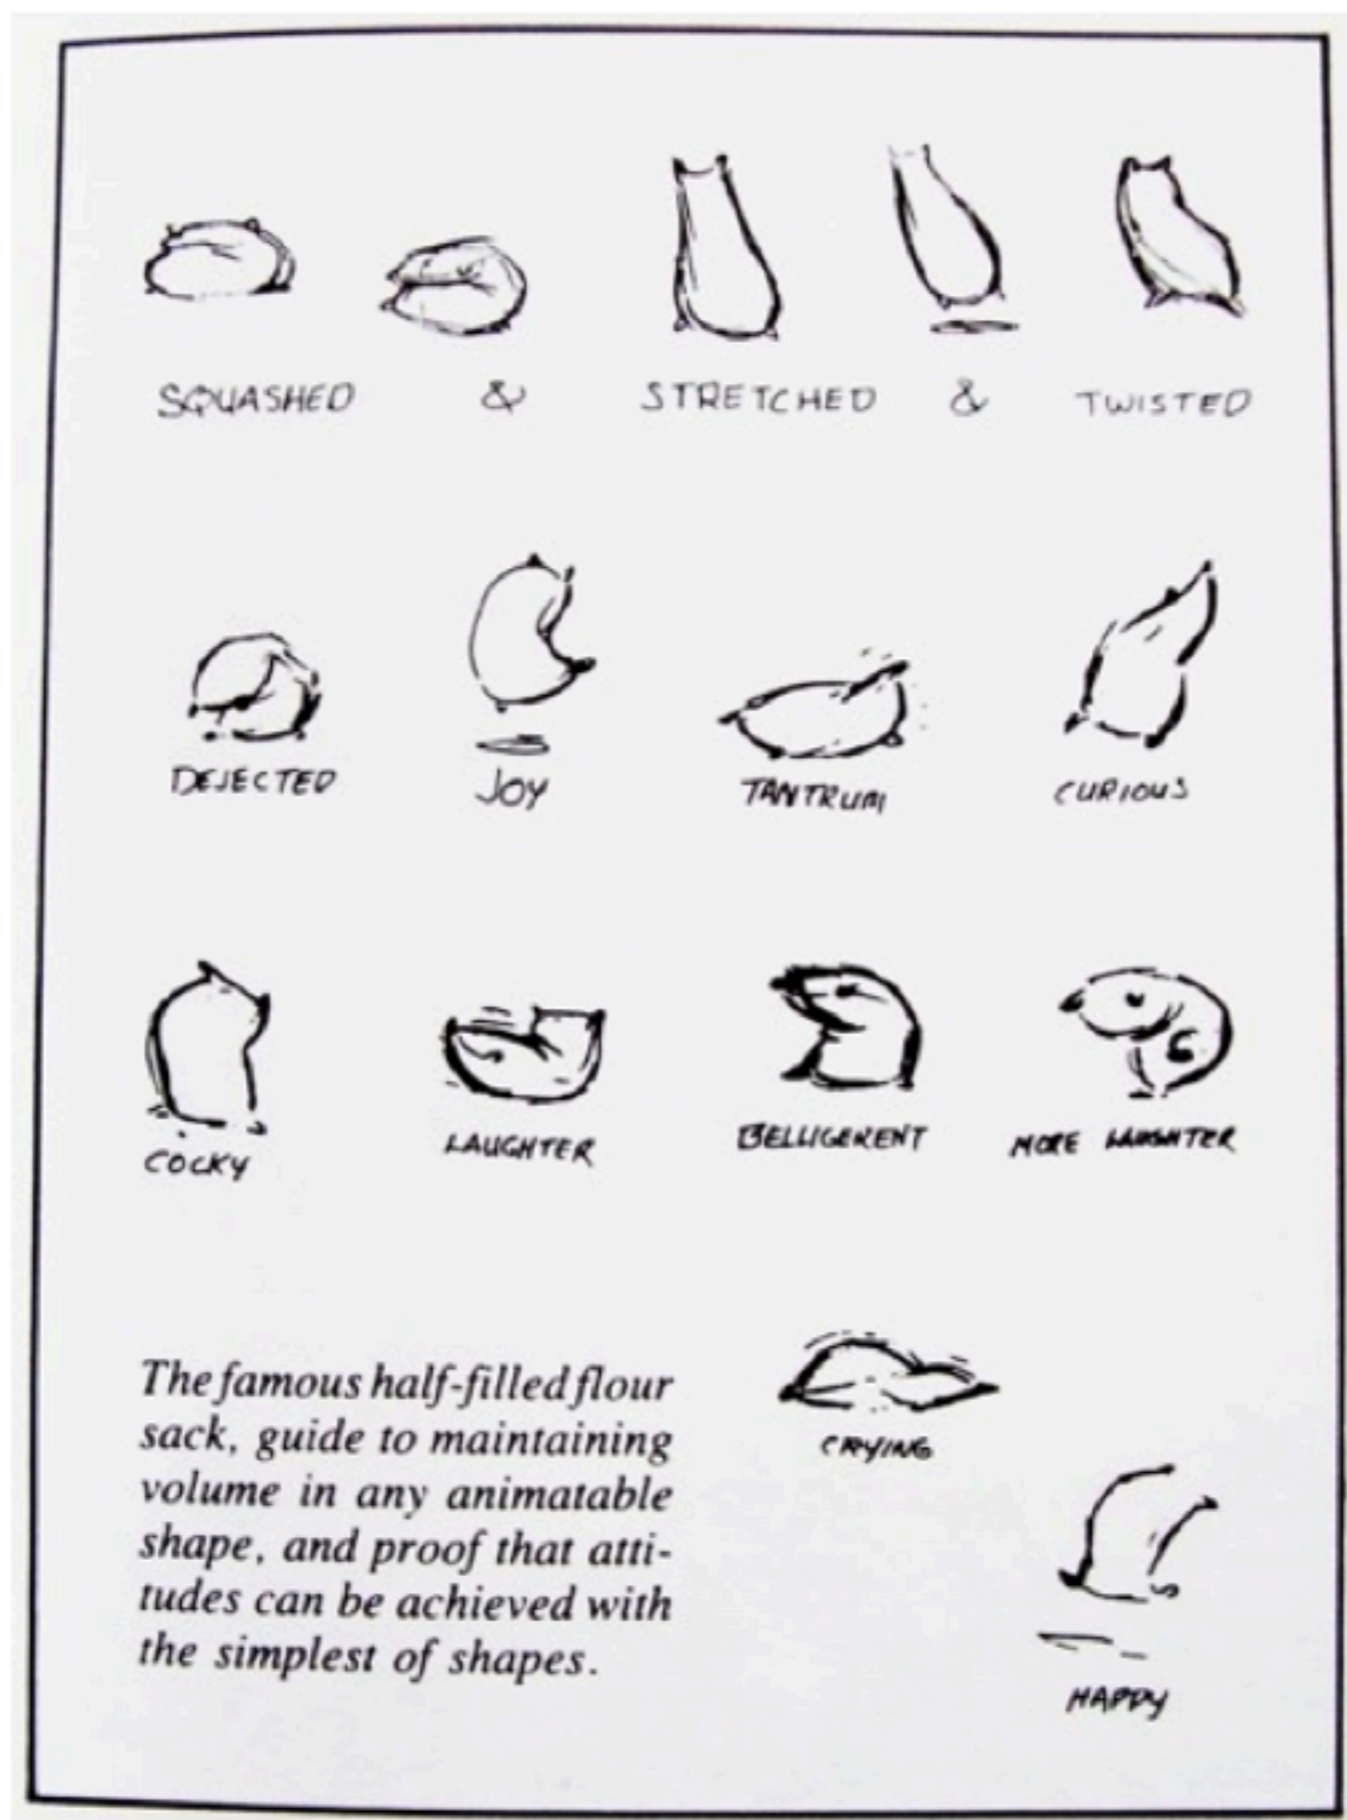 SQUASHED & STRETCHED & TWISTED
DEJECTED JOY TANTRUM CURIOUS
COCKY LAUGHTER BELLIGERENT MORE LAUGHTER
The famous half-filled flour
sack, guide to maintaining
volume in any animatable
shape, and proof that atti-
tudes can be achieved with
the simplest of shapes.
CRYING
HAPPY